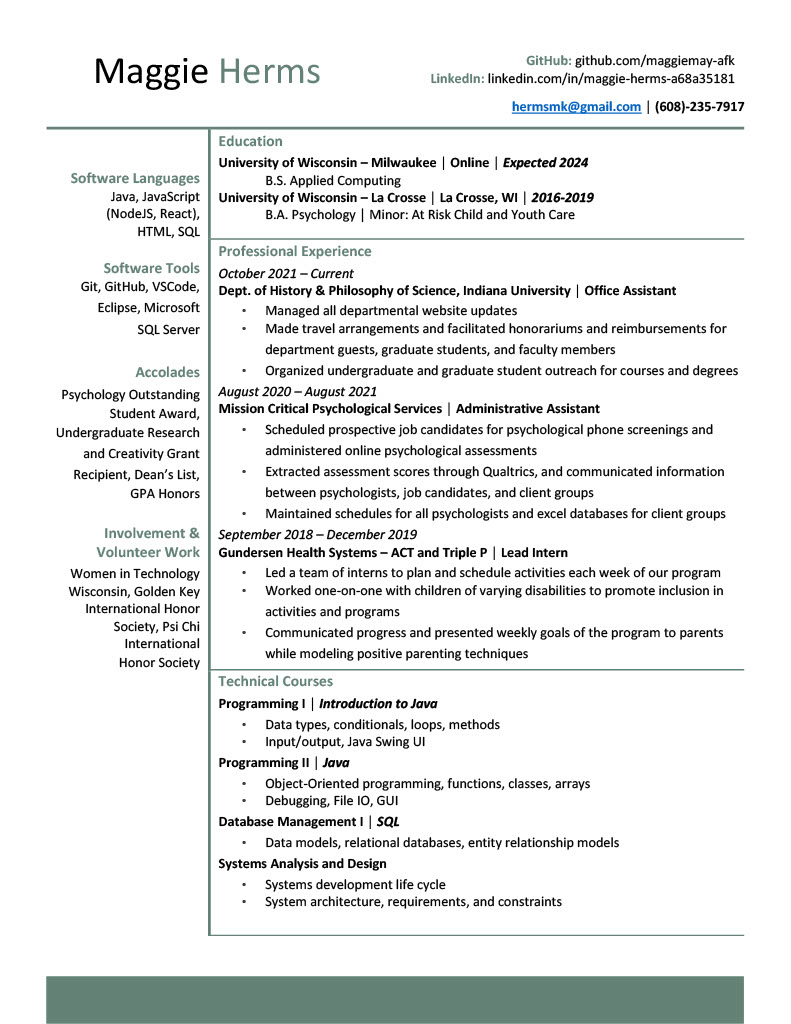 Maggie Herms
GitHub: github.com/maggiemay-afk
LinkedIn: linkedin.com/in/maggie-herms-a68a35181
hermsmk@gmail.com | (608)-235-7917
Software Languages
Java, JavaScript
(NodeJS, React),
HTML, SQL
Software Tools
Git, GitHub, VSCode,
Eclipse, Microsoft
SQL Server
Accolades
Psychology Outstanding
Student Award,
Undergraduate Research
and Creativity Grant
Recipient, Dean's List,
GPA Honors
Involvement &
Volunteer Work
Women in Technology
Wisconsin, Golden Key
International Honor
Society, Psi Chi
International
Honor Society
Education
University of Wisconsin – Milwaukee | Online | Expected 2024
B.S. Applied Computing
University of Wisconsin – La Crosse | La Crosse, WI | 2016-2019
B.A. Psychology | Minor: At Risk Child and Youth Care
Professional Experience
October 2021 – Current
Dept. of History & Philosophy of Science, Indiana University | Office Assistant
• Managed all departmental website updates
• Made travel arrangements and facilitated honorariums and reimbursements for
department guests, graduate students, and faculty members
• Organized undergraduate and graduate student outreach for courses and degrees
August 2020 – August 2021
Mission Critical Psychological Services | Administrative Assistant
• Scheduled prospective job candidates for psychological phone screenings and
administered online psychological assessments
• Extracted assessment scores through Qualtrics, and communicated information
between psychologists, job candidates, and client groups
• Maintained schedules for all psychologists and excel databases for client groups
September 2018 – December 2019
Gundersen Health Systems – ACT and Triple P | Lead Intern
• Led a team of interns to plan and schedule activities each week of our program
• Worked one-on-one with children of varying disabilities to promote inclusion in
activities and programs
• Communicated progress and presented weekly goals of the program to parents
while modeling positive parenting techniques
Technical Courses
Programming I | Introduction to Java
• Data types, conditionals, loops, methods
• Input/output, Java Swing UI
Programming II | Java
• Object-Oriented programming, functions, classes, arrays
• Debugging, File IO, GUI
Database Management I | SQL
• Data models, relational databases, entity relationship models
Systems Analysis and Design
• Systems development life cycle
• System architecture, requirements, and constraints